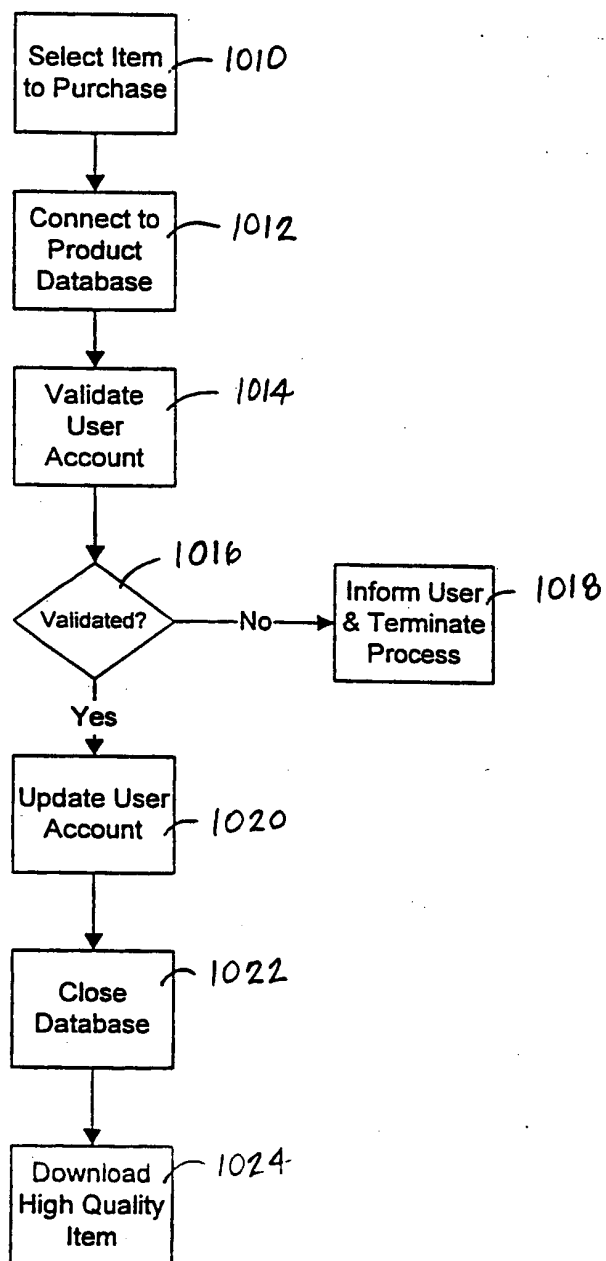 Select Item
to Purchase
1010
Connect to
Product
Database
1012
Validate
User
Account
1014
Validated?
1016
No
Inform User
& Terminate
Process
1018
Yes
Update User
Account
1020
Close
Database
1022
Download
High Quality
Item
1024